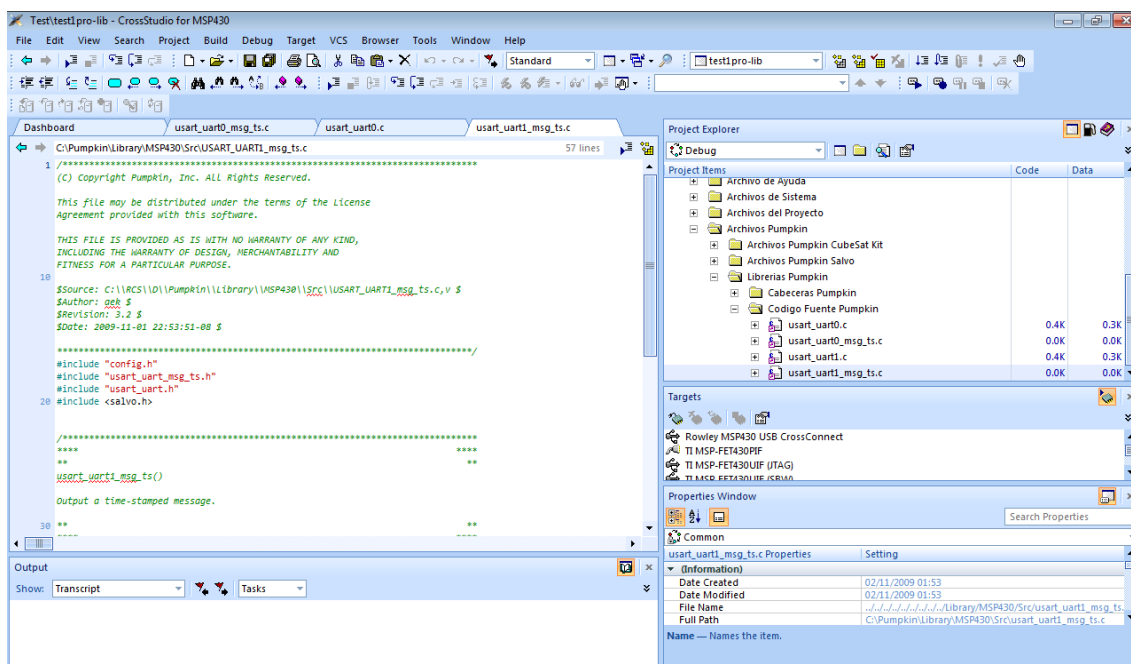 Test\test1pro-lib - CrossStudio for MSP430
File Edit View Search Project Build Debug Target VCS Browser Tools Window Help
Standard
test1pro-lib
Dashboard usart_uart0_msg_ts.c usart_uart0.c usart_uart1_msg_ts.c
C:\Pumpkin\Library\MSP430\Src\USART_UART1_msg_ts.c 57 lines
1 /******************************************************************************
(C) Copyright Pumpkin, Inc. All Rights Reserved.
This file may be distributed under the terms of the License
Agreement provided with this software.
THIS FILE IS PROVIDED AS IS WITH NO WARRANTY OF ANY KIND,
INCLUDING THE WARRANTY OF DESIGN, MERCHANTABILITY AND
FITNESS FOR A PARTICULAR PURPOSE.
10
$Source: C:\\RCS\\D\\Pumpkin\\Library\\MSP430\\Src\\USART_UART1_msg_ts.c,v $
$Author: aek $
$Revision: 3.2 $
$Date: 2009-11-01 22:53:51-08 $
******************************************************************************/
#include "config.h"
#include "usart_uart_msg_ts.h"
#include "usart_uart.h"
20 #include <salvo.h>
/******************************************************************************
**** ****
** **
usart_uart1_msg_ts()
Output a time-stamped message.
30 ** **
**** ****
Output
Show: Transcript Tasks
Project Explorer
Debug
Project Items Code Data
Archivo de Ayuda
Archivos de Sistema
Archivos del Proyecto
Archivos Pumpkin
Archivos Pumpkin CubeSat Kit
Archivos Pumpkin Salvo
Librerias Pumpkin
Cabeceras Pumpkin
Codigo Fuente Pumpkin
usart_uart0.c 0.4K 0.3K
usart_uart0_msg_ts.c 0.0K 0.0K
usart_uart1.c 0.4K 0.3K
usart_uart1_msg_ts.c 0.0K 0.0K
Targets
Rowley MSP430 USB CrossConnect
TI MSP-FET430PIF
TI MSP-FET430UIF (JTAG)
TI MSP-FET430UIF (SBW)
Properties Window
Search Properties
Common
usart_uart1_msg_ts.c Properties Setting
(Information)
Date Created 02/11/2009 01:53
Date Modified 02/11/2009 01:53
File Name ../../../../../../../../Library/MSP430/Src/usart_uart1_msg_ts.
Full Path C:\Pumpkin\Library\MSP430\Src\usart_uart1_msg_ts.c
Name — Names the item.